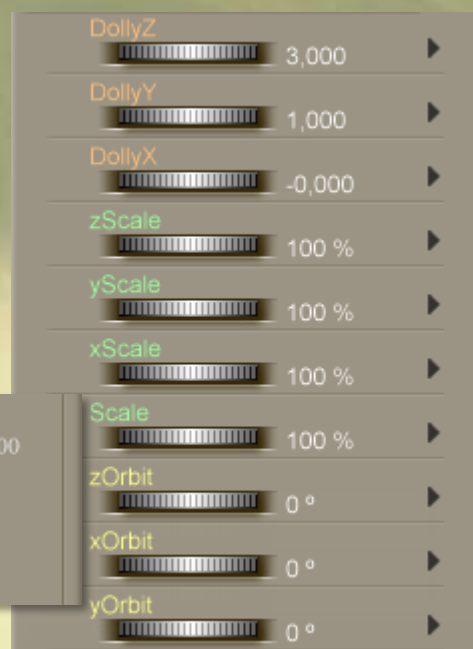 DollyZ
3,000
DollyY
1,000
DollyX
-0,000
zScale
100 %
yScale
100 %
xScale
100 %
Scale
100 %
zOrbit
0 º
xOrbit
0 º
yOrbit
0 º